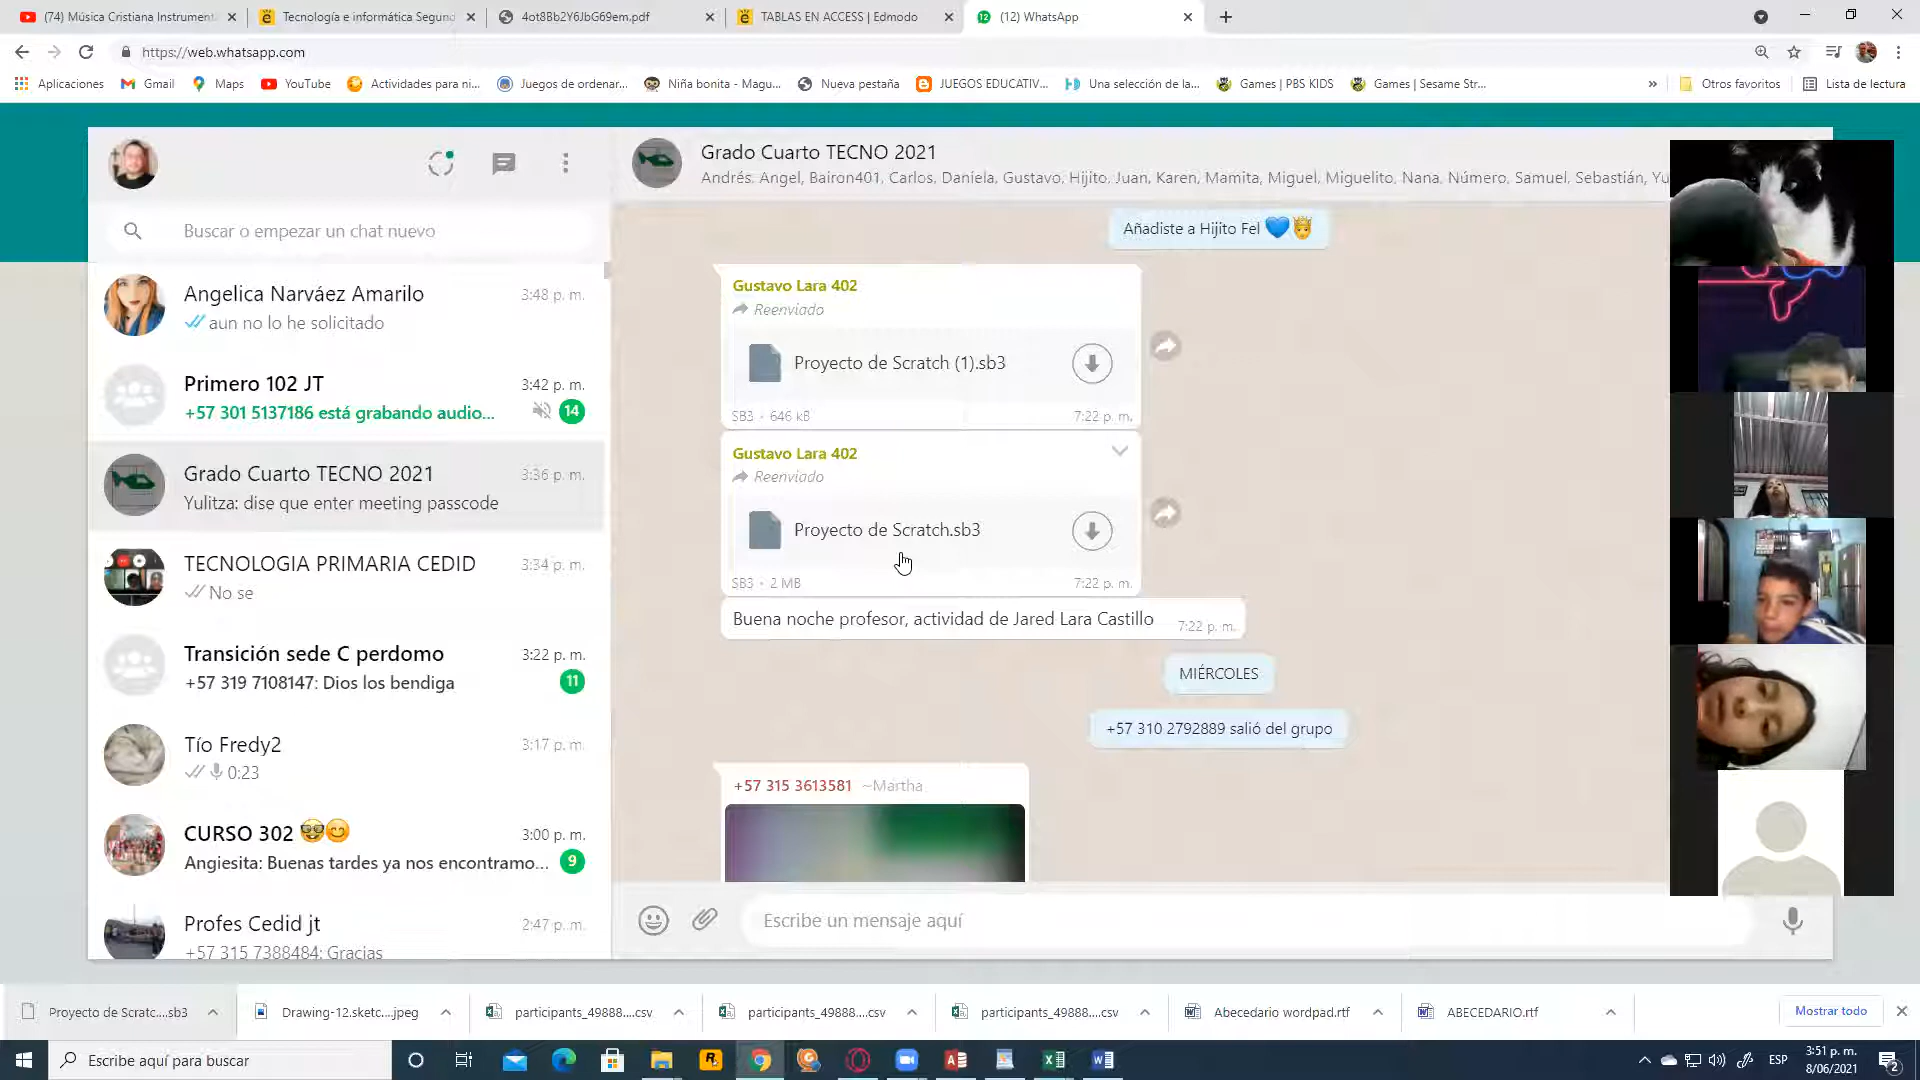 (74) Música Cristiana Instrument
Tecnología e informática Segund
4ot8Bb2Y6JbG69em.pdf
TABLAS EN ACCESS | Edmodo
(12) WhatsApp
https://web.whatsapp.com
Aplicaciones
Gmail
Maps
YouTube
Actividades para ni...
Juegos de ordenar...
Niña bonita - Magu...
Nueva pestaña
JUEGOS EDUCATIV...
Una selección de la...
Games | PBS KIDS
Games | Sesame Str...
»
Otros favoritos
Lista de lectura
Buscar o empezar un chat nuevo
Angelica Narváez Amarilo
3:48 p. m.
aun no lo he solicitado
Primero 102 JT
3:42 p. m.
+57 301 5137186 está grabando audio...
14
Grado Cuarto TECNO 2021
3:36 p. m.
Yulitza: dise que enter meeting passcode
TECNOLOGIA PRIMARIA CEDID
3:34 p. m.
No se
Transición sede C perdomo
3:22 p. m.
+57 319 7108147: Dios los bendiga
11
Tío Fredy2
3:17 p. m.
0:23
CURSO 302 🤓😊
3:00 p. m.
Angiesita: Buenas tardes ya nos encontramo...
9
Profes Cedid jt
2:47 p. m.
+57 315 7388484: Gracias
Grado Cuarto TECNO 2021
Andrés, Angel, Bairon401, Carlos, Daniela, Gustavo, Hijito, Juan, Karen, Mamita, Miguel, Miguelito, Nana, Número, Samuel, Sebastián, Yu
Añadiste a Hijito Fel 💙🤴
Gustavo Lara 402
Reenviado
Proyecto de Scratch (1).sb3
SB3 • 646 kB
7:22 p. m.
Gustavo Lara 402
Reenviado
Proyecto de Scratch.sb3
SB3 • 2 MB
7:22 p. m.
Buena noche profesor, actividad de Jared Lara Castillo
7:22 p. m.
MIÉRCOLES
+57 310 2792889 salió del grupo
+57 315 3613581 ~Martha
Escribe un mensaje aquí
Proyecto de Scratc....sb3
Drawing-12.sketc....jpeg
participants_49888....csv
participants_49888....csv
participants_49888....csv
Abecedario wordpad.rtf
ABECEDARIO.rtf
Mostrar todo
Escribe aquí para buscar
ESP
3:51 p. m.
8/06/2021
2